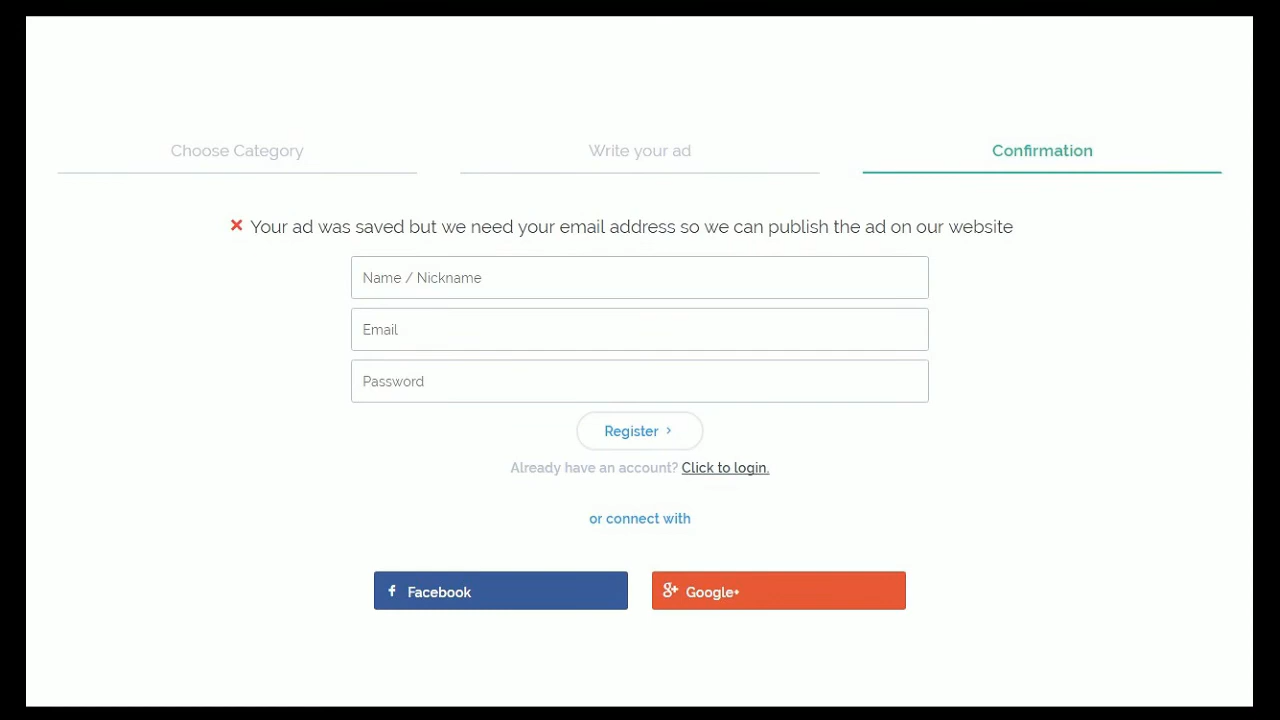 Choose Category
Write your ad
Confirmation
Your ad was saved but we need your email address so we can publish the ad on our website
Name / Nickname
Email
Password
Register
Already have an account? Click to login.
or connect with
Facebook
g+ Google+